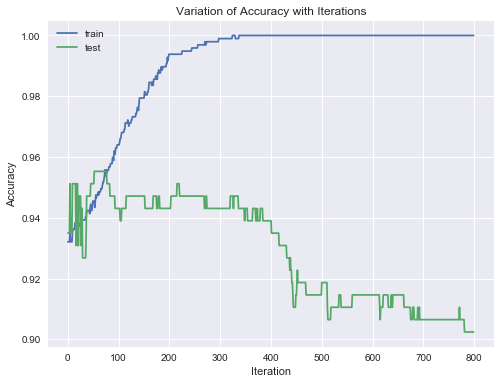 Variation of Accuracy with Iterations
train
test
1.00
0.98
0.96
0.94
0.92
0.90
Accuracy
0 100 200 300 400 500 600 700 800
Iteration